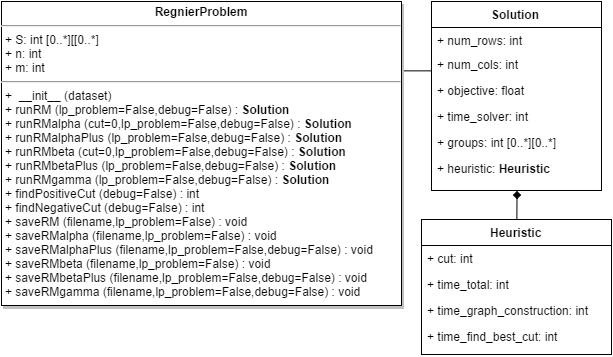 RegnierProblem
+ S: int [0..*][[0..*]
+ n: int
+ m: int
+ __init__ (dataset)
+ runRM (lp_problem=False,debug=False) : Solution
+ runRMalpha (cut=0,lp_problem=False,debug=False) : Solution
+ runRMalphaPlus (lp_problem=False,debug=False) : Solution
+ runRMbeta (cut=0,lp_problem=False,debug=False) : Solution
+ runRMbetaPlus (lp_problem=False,debug=False) : Solution
+ runRMgamma (lp_problem=False,debug=False) : Solution
+ findPositiveCut (debug=False) : int
+ findNegativeCut (debug=False) : int
+ saveRM (filename,lp_problem=False) : void
+ saveRMalpha (filename,lp_problem=False) : void
+ saveRMalphaPlus (filename,lp_problem=False,debug=False) : void
+ saveRMbeta (filename,lp_problem=False) : void
+ saveRMbetaPlus (filename,lp_problem=False,debug=False) : void
+ saveRMgamma (filename,lp_problem=False,debug=False) : void
Solution
+ num_rows: int
+ num_cols: int
+ objective: float
+ time_solver: int
+ groups: int [0..*][0..*]
+ heuristic: Heuristic
Heuristic
+ cut: int
+ time_total: int
+ time_graph_construction: int
+ time_find_best_cut: int